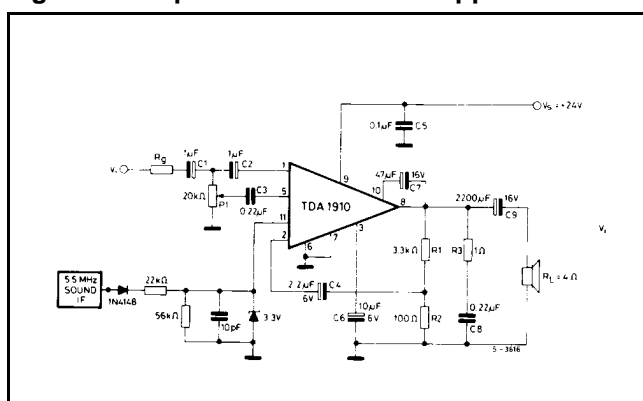 Vs = +24V
0.1µF
C5
1µF
1µF
Rg
C1
C2
1
9
47µF
16V
C7
10
V
20kΩ
P1
C3
0.22µF
5
TDA 1910
8
2200µF
16V
C9
11
2
6
7
3
3.3kΩ
R1
R3
1Ω
RL = 4Ω
5.5 MHz
SOUND
IF
1N4148
22kΩ
2.2µF
C4
6V
10µF
C6
6V
56kΩ
10pF
3.3V
100Ω
R2
0.22µF
C8
5-3818